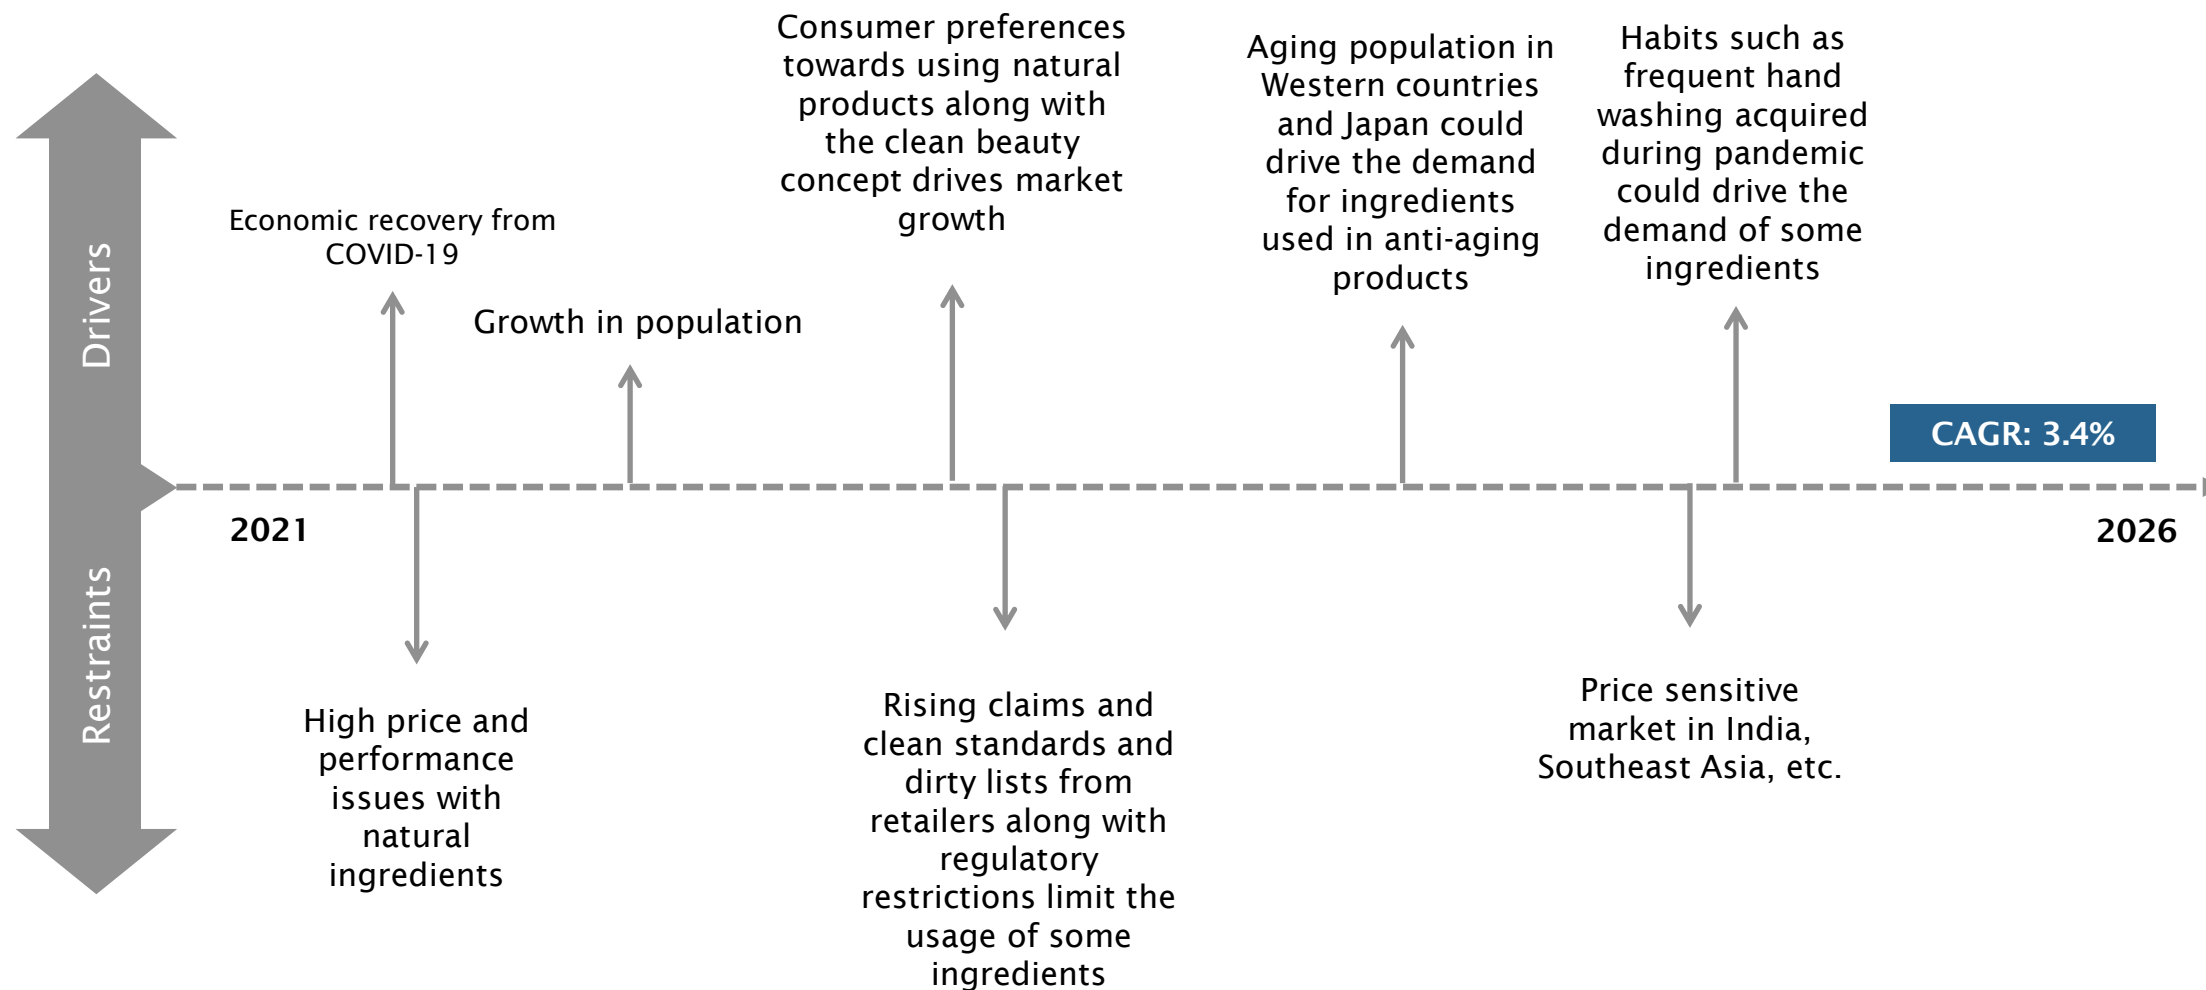 Drivers
Restraints
Economic recovery from
COVID-19
Growth in population
Consumer preferences
towards using natural
products along with
the clean beauty
concept drives market
growth
Aging population in
Western countries
and Japan could
drive the demand
for ingredients
used in anti-aging
products
Habits such as
frequent hand
washing acquired
during pandemic
could drive the
demand of some
ingredients
CAGR: 3.4%
2021
2026
High price and
performance
issues with
natural
ingredients
Rising claims and
clean standards and
dirty lists from
retailers along with
regulatory
restrictions limit the
usage of some
ingredients
Price sensitive
market in India,
Southeast Asia, etc.